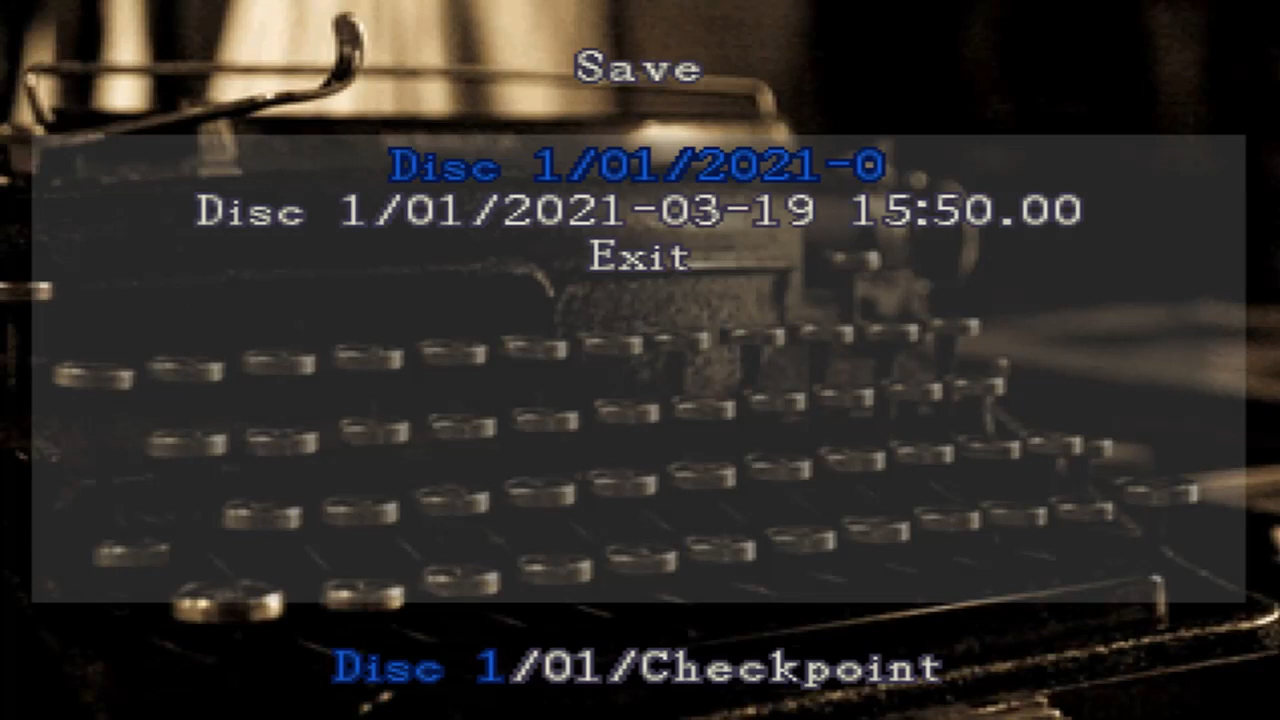 Save
Disc 1/01/2021-0
Disc 1/01/2021-03-19 15:50.00
Exit
Disc 1/01/Checkpoint